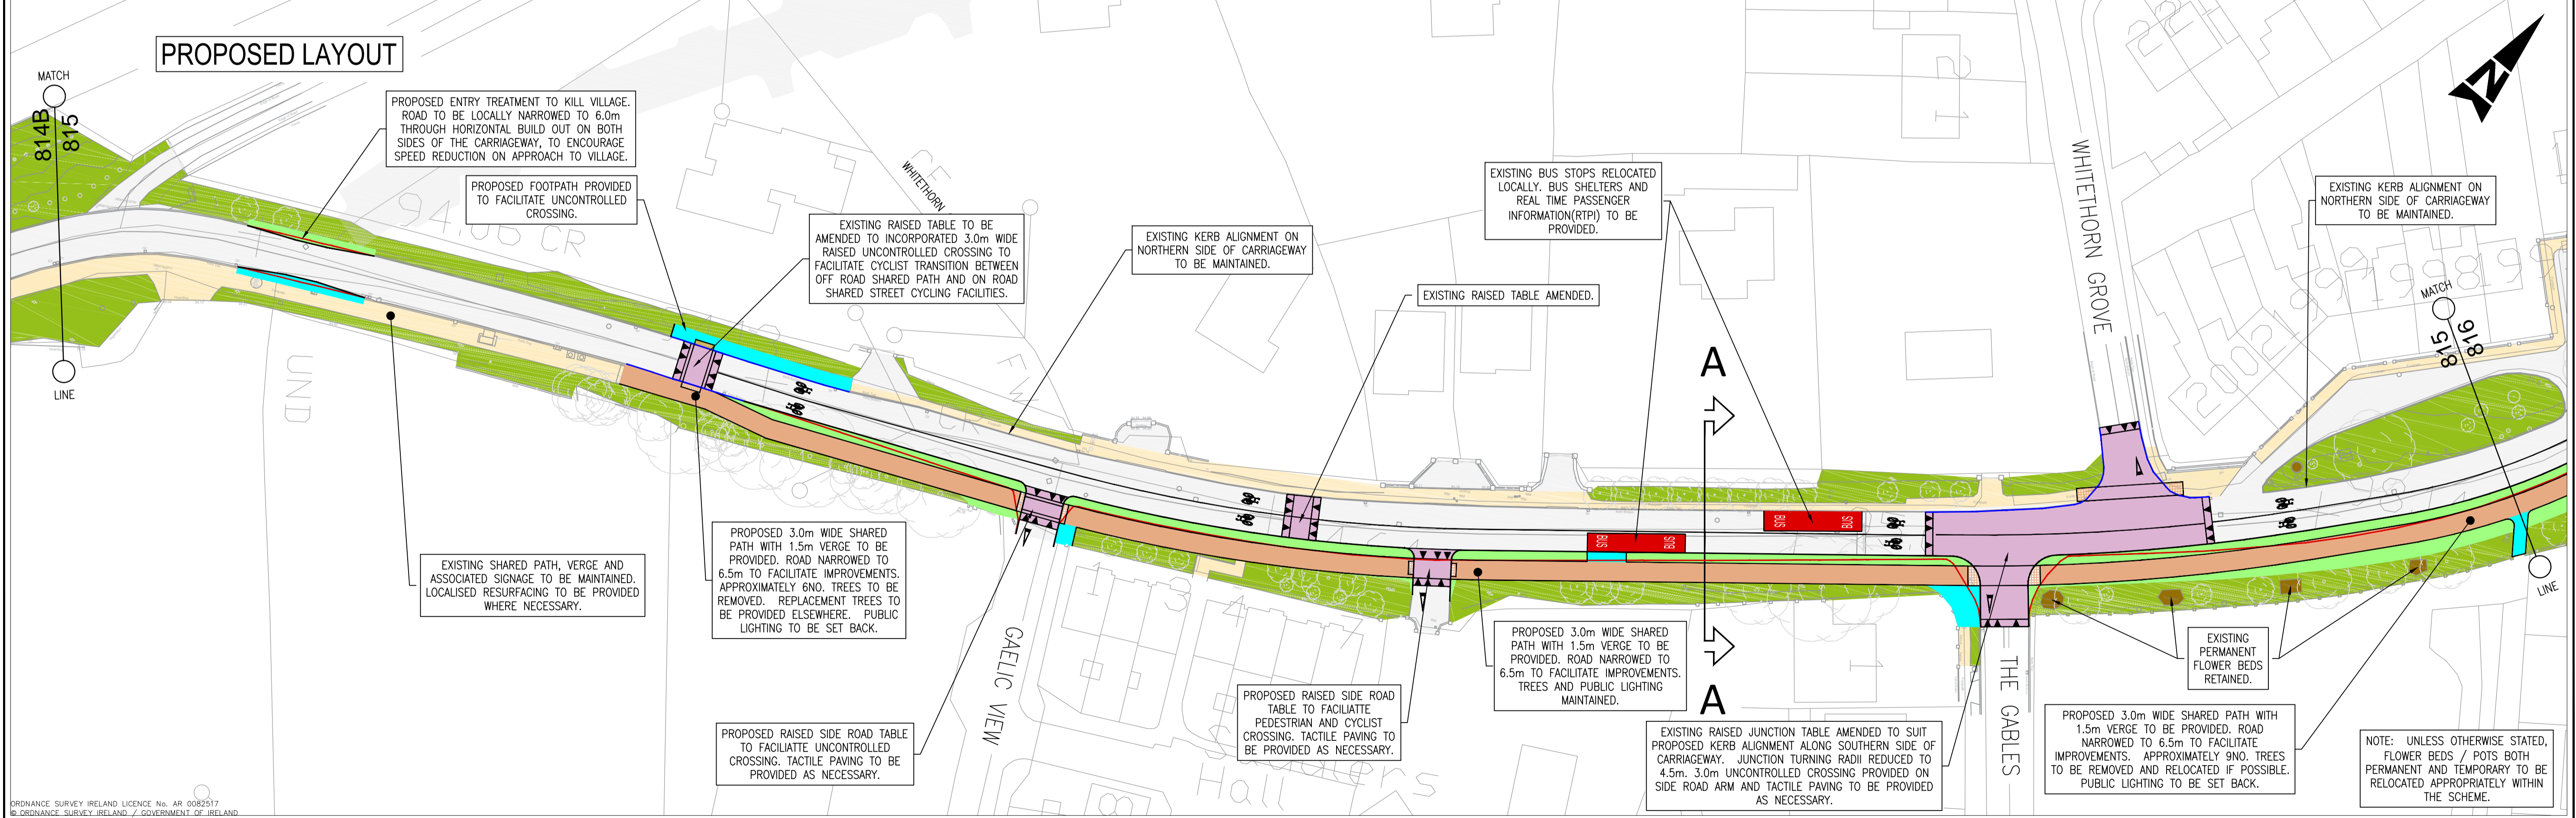 PROPOSED LAYOUT
MATCH
814B
815
LINE
PROPOSED ENTRY TREATMENT TO KILL VILLAGE.
ROAD TO BE LOCALLY NARROWED TO 6.0m
THROUGH HORIZONTAL BUILD OUT ON BOTH
SIDES OF THE CARRIAGEWAY, TO ENCOURAGE
SPEED REDUCTION ON APPROACH TO VILLAGE.
PROPOSED FOOTPATH PROVIDED
TO FACILITATE UNCONTROLLED
CROSSING.
WHITETHORN
EXISTING RAISED TABLE TO BE
AMENDED TO INCORPORATED 3.0m WIDE
RAISED UNCONTROLLED CROSSING TO
FACILITATE CYCLIST TRANSITION BETWEEN
OFF ROAD SHARED PATH AND ON ROAD
SHARED STREET CYCLING FACILITIES.
EXISTING KERB ALIGNMENT ON
NORTHERN SIDE OF CARRIAGEWAY
TO BE MAINTAINED.
EXISTING RAISED TABLE AMENDED.
EXISTING BUS STOPS RELOCATED
LOCALLY. BUS SHELTERS AND
REAL TIME PASSENGER
INFORMATION(RTPI) TO BE
PROVIDED.
A
WHITETHORN GROVE
EXISTING KERB ALIGNMENT ON
NORTHERN SIDE OF CARRIAGEWAY
TO BE MAINTAINED.
N
MATCH
815
816
LINE
94.06 CR
UND
BUS
BUS
BUS
BUS
EXISTING SHARED PATH, VERGE AND
ASSOCIATED SIGNAGE TO BE MAINTAINED.
LOCALISED RESURFACING TO BE PROVIDED
WHERE NECESSARY.
PROPOSED 3.0m WIDE SHARED
PATH WITH 1.5m VERGE TO BE
PROVIDED. ROAD NARROWED TO
6.5m TO FACILITATE IMPROVEMENTS.
APPROXIMATELY 6NO. TREES TO BE
REMOVED. REPLACEMENT TREES TO
BE PROVIDED ELSEWHERE. PUBLIC
LIGHTING TO BE SET BACK.
PROPOSED RAISED SIDE ROAD TABLE
TO FACILIATTE UNCONTROLLED
CROSSING. TACTILE PAVING TO BE
PROVIDED AS NECESSARY.
GAELIC VIEW
1
3
4
7
PROPOSED RAISED SIDE ROAD
TABLE TO FACILIATTE
PEDESTRIAN AND CYCLIST
CROSSING. TACTILE PAVING TO
BE PROVIDED AS NECESSARY.
PROPOSED 3.0m WIDE SHARED
PATH WITH 1.5m VERGE TO BE
PROVIDED. ROAD NARROWED TO
6.5m TO FACILITATE IMPROVEMENTS.
TREES AND PUBLIC LIGHTING
MAINTAINED.
A
EXISTING RAISED JUNCTION TABLE AMENDED TO SUIT
PROPOSED KERB ALIGNMENT ALONG SOUTHERN SIDE OF
CARRIAGEWAY. JUNCTION TURNING RADII REDUCED TO
4.5m. 3.0m UNCONTROLLED CROSSING PROVIDED ON
SIDE ROAD ARM AND TACTILE PAVING TO BE PROVIDED
AS NECESSARY.
THE GABLES
EXISTING
PERMANENT
FLOWER BEDS
RETAINED.
PROPOSED 3.0m WIDE SHARED PATH WITH
1.5m VERGE TO BE PROVIDED. ROAD
NARROWED TO 6.5m TO FACILITATE
IMPROVEMENTS. APPROXIMATELY 9NO. TREES
TO BE REMOVED AND RELOCATED IF POSSIBLE.
PUBLIC LIGHTING TO BE SET BACK.
NOTE: UNLESS OTHERWISE STATED,
FLOWER BEDS / POTS BOTH
PERMANENT AND TEMPORARY TO BE
RELOCATED APPROPRIATELY WITHIN
THE SCHEME.
ORDNANCE SURVEY IRELAND LICENCE No. AR 0082517
© ORDNANCE SURVEY IRELAND / GOVERNMENT OF IRELAND